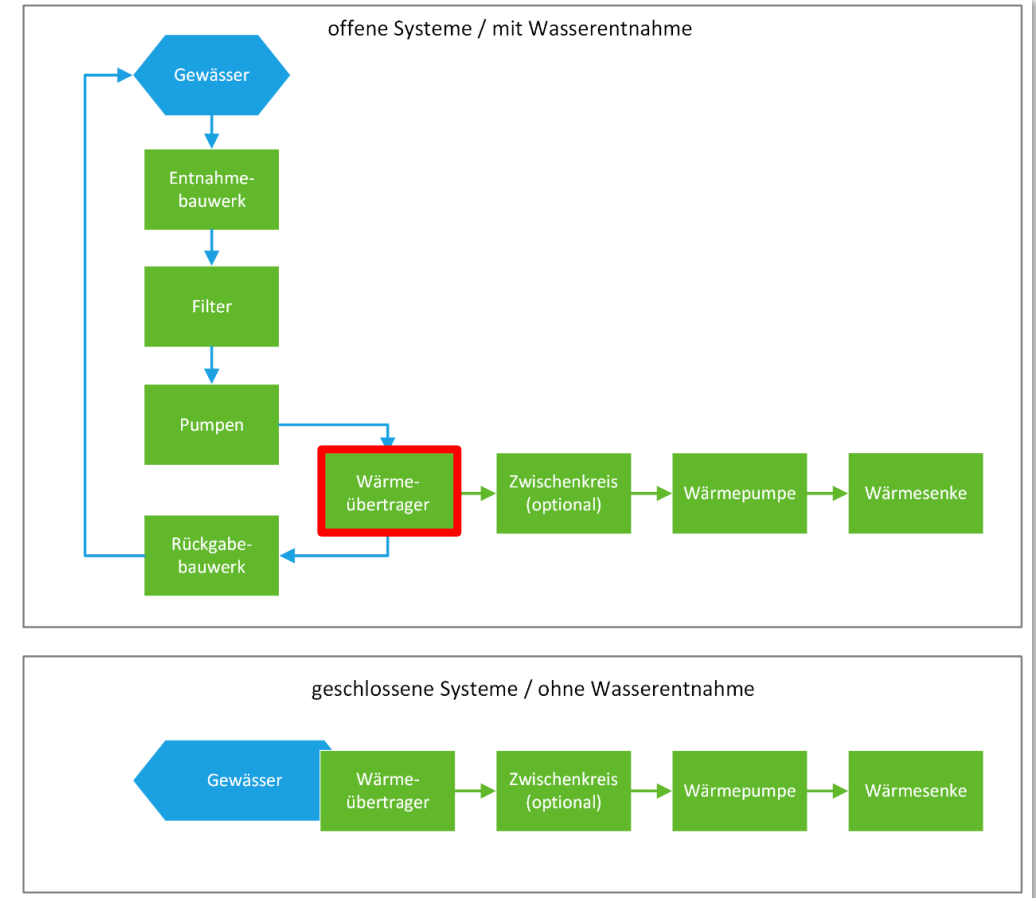 offene Systeme / mit Wasserentnahme
Gewässer
Entnahme-
bauwerk
Filter
Pumpen
Wärme-
übertrager
Zwischenkreis
(optional)
Wärmepumpe
Wärmesenke
Rückgabe-
bauwerk
geschlossene Systeme / ohne Wasserentnahme
Gewässer
Wärme-
übertrager
Zwischenkreis
(optional)
Wärmepumpe
Wärmesenke